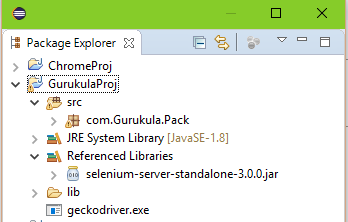 Package Explorer
ChromeProj
GurukulaProj
src
com.Gurukula.Pack
JRE System Library [JavaSE-1.8]
Referenced Libraries
selenium-server-standalone-3.0.0.jar
lib
geckodriver.exe